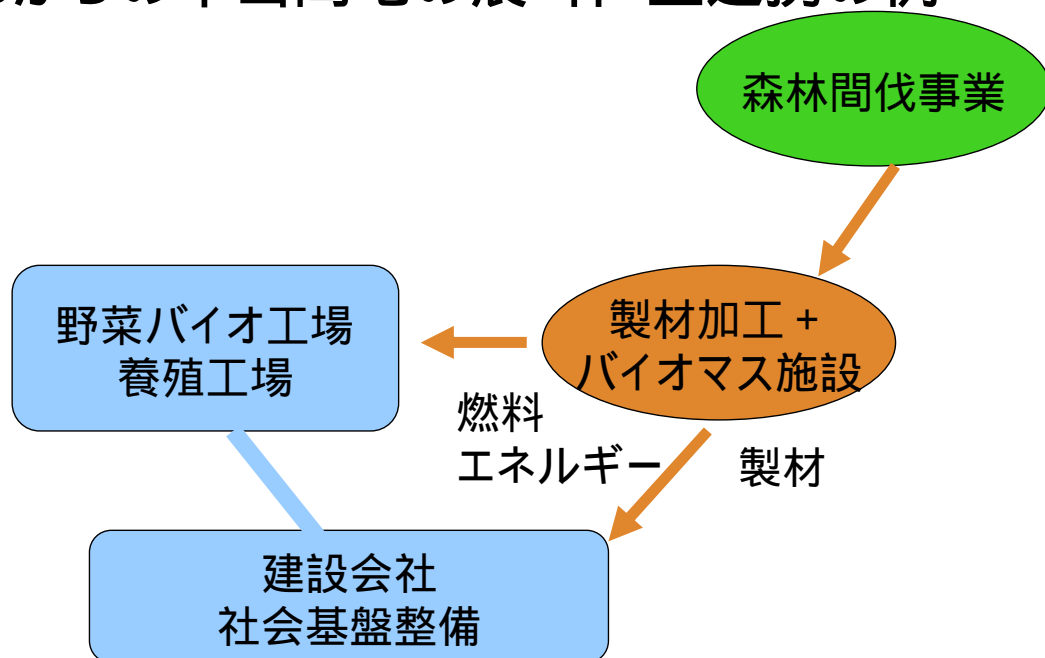 森林間伐事業
製材加工+
バイオマス施設
野菜バイオ工場
養殖工場
燃料
エネルギー
製材
建設会社
社会基盤整備